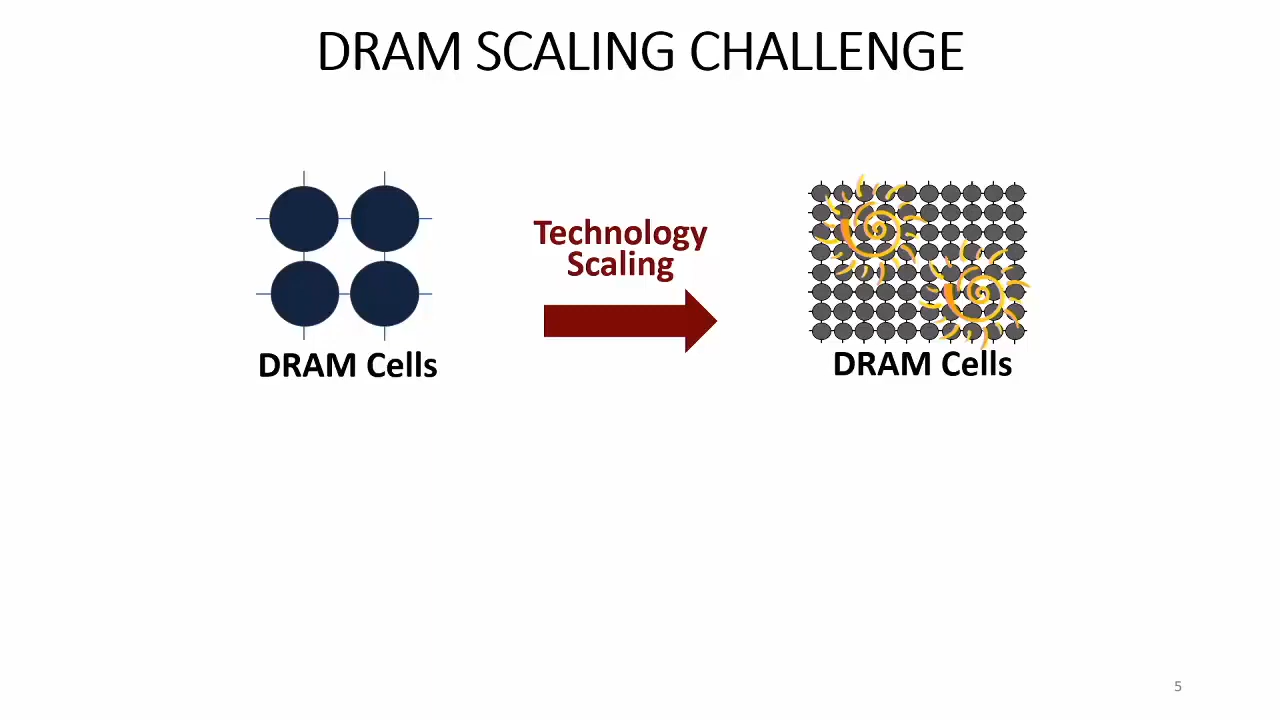 DRAM SCALING CHALLENGE
Technology
Scaling
DRAM Cells
DRAM Cells
5